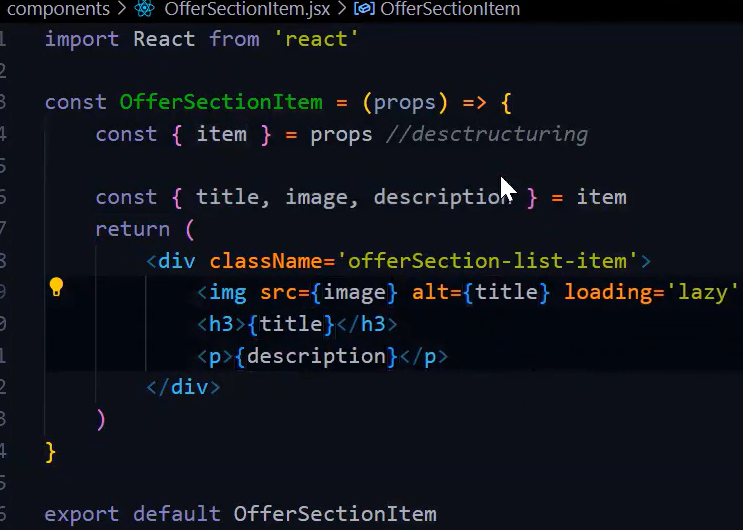 components > OfferSectionItem.jsx > OfferSectionItem
1 import React from 'react'
2
3 const OfferSectionItem = (props) => {
4 const { item } = props //desctructuring
5
6 const { title, image, description } = item
7 return (
8 <div className='offerSection-list-item'>
9 <img src={image} alt={title} loading='lazy'
0 <h3>{title}</h3>
1 <p>{description}</p>
2 </div>
3 )
4 }
5
6 export default OfferSectionItem